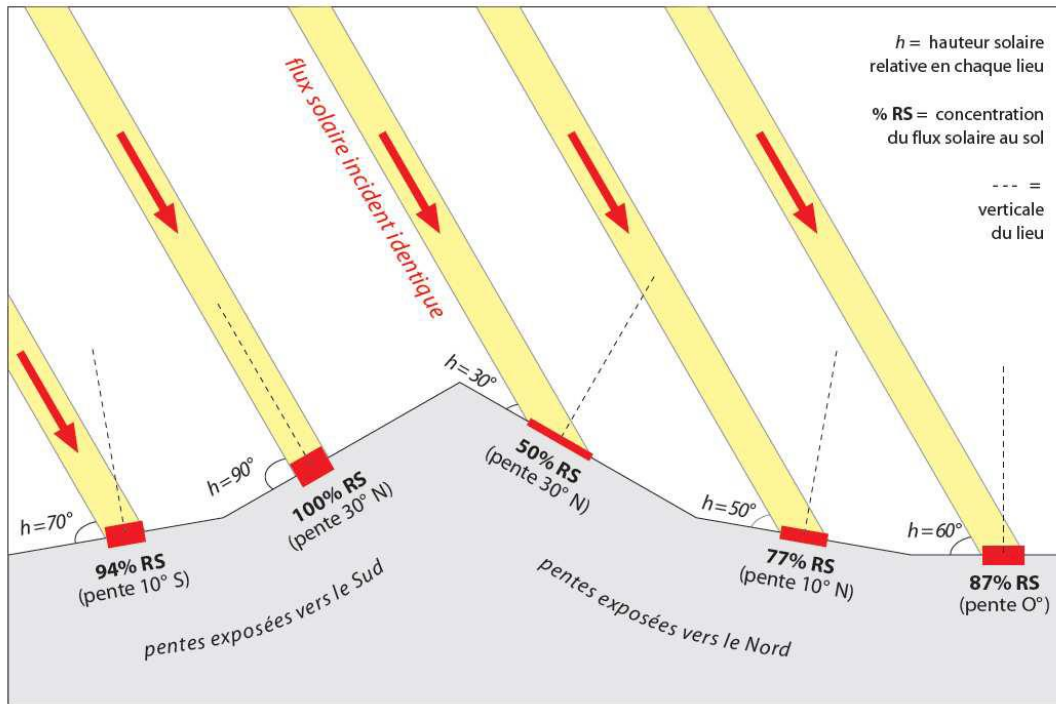 h = hauteur solaire
relative en chaque lieu
% RS = concentration
du flux solaire au sol
--- =
verticale
du lieu
flux solaire incident identique
h=30°
h=90°
100% RS
(pente 30° N)
50% RS
(pente 30° N)
h=70°
94% RS
(pente 10° S)
h=50°
77% RS
(pente 10° N)
h=60°
87% RS
(pente O°)
pentes exposées vers le Sud
pentes exposées vers le Nord